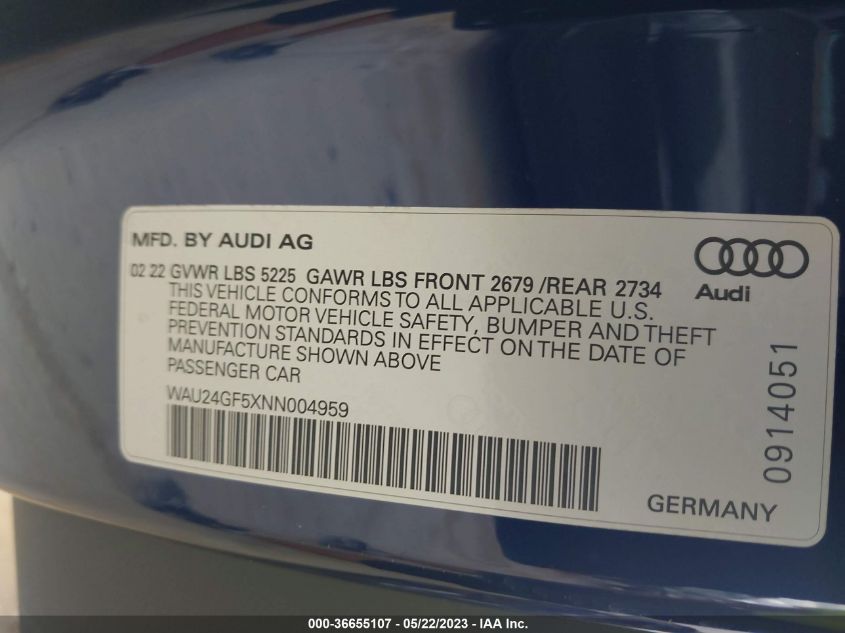 MFD. BY AUDI AG
02 22 GVWR LBS 5225 GAWR LBS FRONT 2679 /REAR 2734
THIS VEHICLE CONFORMS TO ALL APPLICABLE U.S.
FEDERAL MOTOR VEHICLE SAFETY, BUMPER AND THEFT
PREVENTION STANDARDS IN EFFECT ON THE DATE OF
MANUFACTURE SHOWN ABOVE
PASSENGER CAR
WAU24GF5XNN004959
Audi
0914051
GERMANY
000-36655107 - 05/22/2023 - IAA Inc.